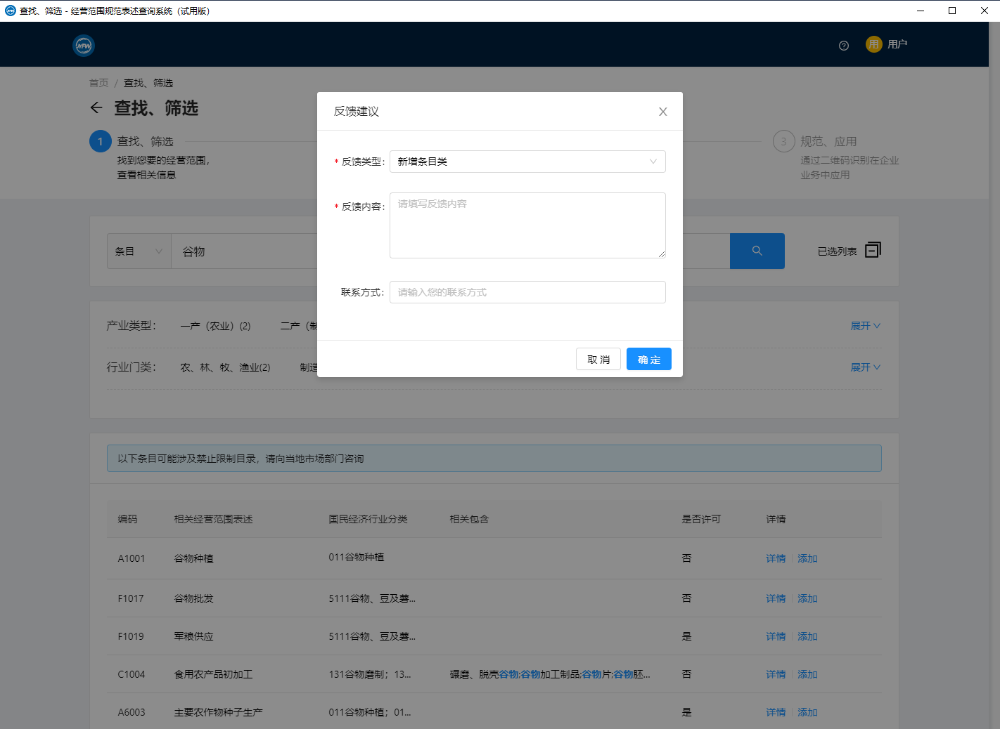 查找、筛选 - 经营范围规范表述查询系统（试用版）
用 用户
首页 / 查找、筛选
查找、筛选
1 查找、筛选
找到您要的经营范围，
查看相关信息
3 规范、应用
通过二维码识别在企业
业务中应用
反馈建议
* 反馈类型： 新增条目类
* 反馈内容： 请填写反馈内容
联系方式： 请输入您的联系方式
取 消 确 定
条目 谷物 已选列表
产业类型： 一产（农业）(2) 二产（制 展开
行业门类： 农、林、牧、渔业(2) 制造 展开
以下条目可能涉及禁止限制目录，请向当地市场部门咨询
编码 相关经营范围表述 国民经济行业分类 相关包含 是否许可 详情
A1001 谷物种植 011谷物种植 否 详情 添加
F1017 谷物批发 5111谷物、豆及薯... 否 详情 添加
F1019 军粮供应 5111谷物、豆及薯... 是 详情 添加
C1004 食用农产品初加工 131谷物磨制；13... 碾磨、脱壳谷物;谷物加工制品;谷物片;谷物胚... 否 详情 添加
A6003 主要农作物种子生产 011谷物种植；01... 是 详情 添加